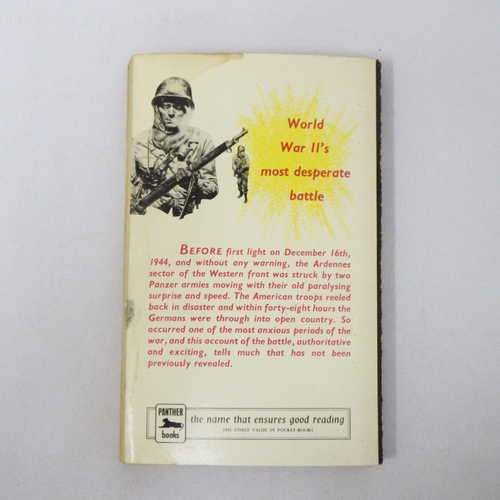 World
War II's
most desperate
battle
BEFORE first light on December 16th,
1944, and without any warning, the Ardennes
sector of the Western front was struck by two
Panzer armies moving with their old paralysing
surprise and speed. The American troops reeled
back in disaster and within forty-eight hours the
Germans were through into open country. So
occurred one of the most anxious periods of the
war, and this account of the battle, authoritative
and exciting, tells much that has not been
previously revealed.
PANTHER
books
the name that ensures good reading
VALUE IN POCKET-BOOKS